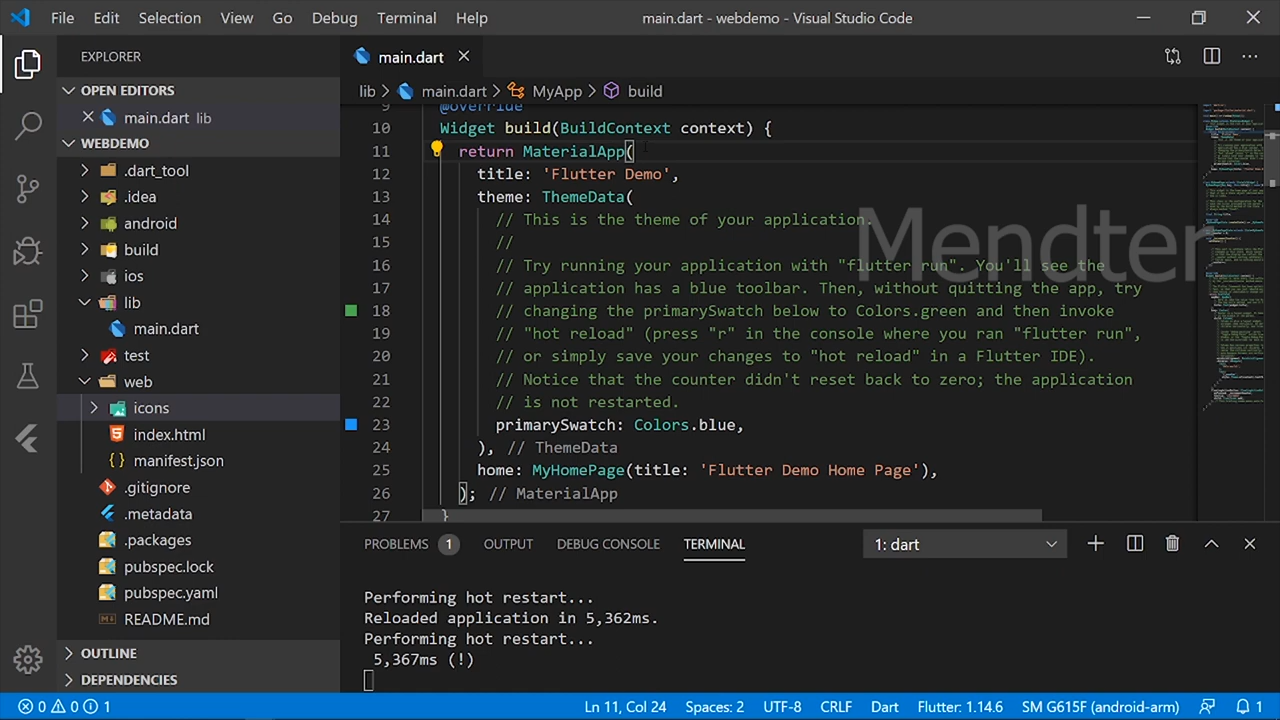 File Edit Selection View Go Debug Terminal Help main.dart - webdemo - Visual Studio Code
EXPLORER
OPEN EDITORS
main.dart lib
WEBDEMO
.dart_tool
.idea
android
build
ios
lib
main.dart
test
web
icons
index.html
manifest.json
.gitignore
.metadata
.packages
pubspec.lock
pubspec.yaml
README.md
OUTLINE
DEPENDENCIES
main.dart
lib > main.dart > MyApp > build
9 @override
10 Widget build(BuildContext context) {
11 return MaterialApp(
12 title: 'Flutter Demo',
13 theme: ThemeData(
14 // This is the theme of your application.
15 //
16 // Try running your application with "flutter run". You'll see the
17 // application has a blue toolbar. Then, without quitting the app, try
18 // changing the primarySwatch below to Colors.green and then invoke
19 // "hot reload" (press "r" in the console where you ran "flutter run",
20 // or simply save your changes to "hot reload" in a Flutter IDE).
21 // Notice that the counter didn't reset back to zero; the application
22 // is not restarted.
23 primarySwatch: Colors.blue,
24 ), // ThemeData
25 home: MyHomePage(title: 'Flutter Demo Home Page'),
26 ); // MaterialApp
27 }
Mendter
PROBLEMS 1 OUTPUT DEBUG CONSOLE TERMINAL 1: dart
Performing hot restart...
Reloaded application in 5,362ms.
Performing hot restart...
5,367ms (!)
0 0 1 Ln 11, Col 24 Spaces: 2 UTF-8 CRLF Dart Flutter: 1.14.6 SM G615F (android-arm) 1